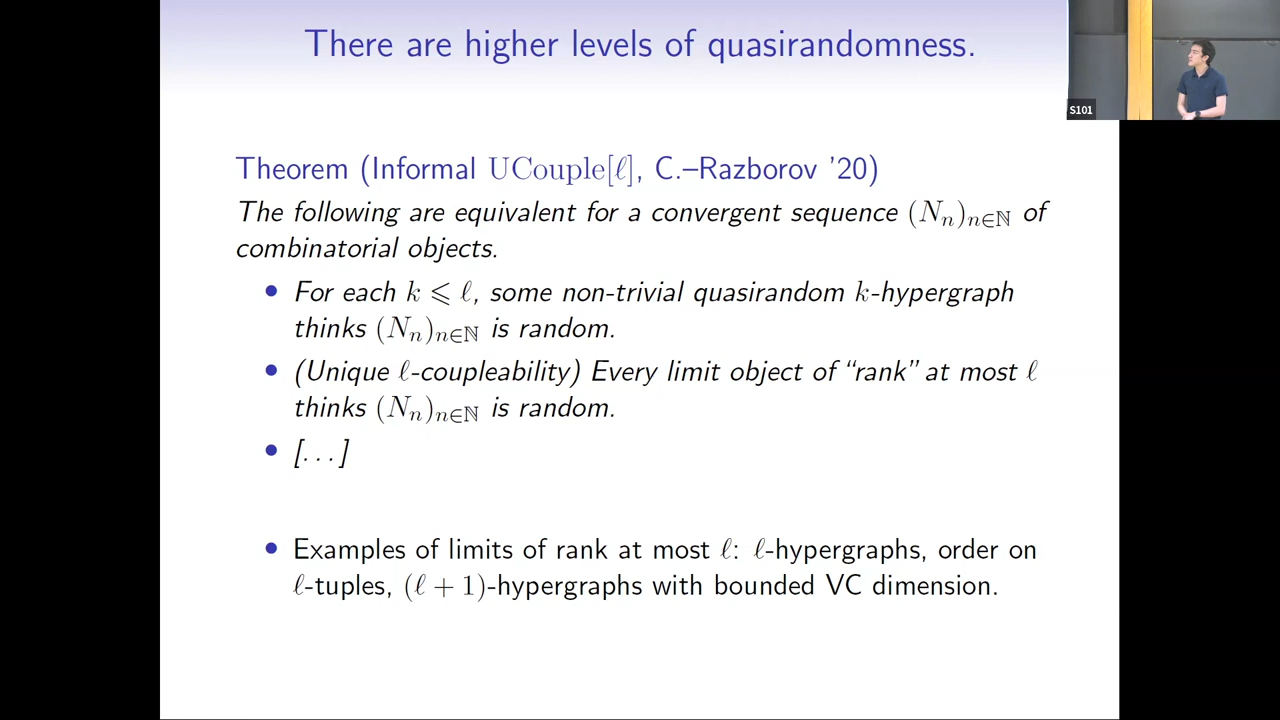 There are higher levels of quasirandomness.
S101
Theorem (Informal UCouple[ℓ], C.–Razborov '20)
The following are equivalent for a convergent sequence (Nₙ)ₙ∈ℕ of
combinatorial objects.
• For each k ⩽ ℓ, some non-trivial quasirandom k-hypergraph
thinks (Nₙ)ₙ∈ℕ is random.
• (Unique ℓ-coupleability) Every limit object of “rank” at most ℓ
thinks (Nₙ)ₙ∈ℕ is random.
• [...]
• Examples of limits of rank at most ℓ: ℓ-hypergraphs, order on
ℓ-tuples, (ℓ + 1)-hypergraphs with bounded VC dimension.